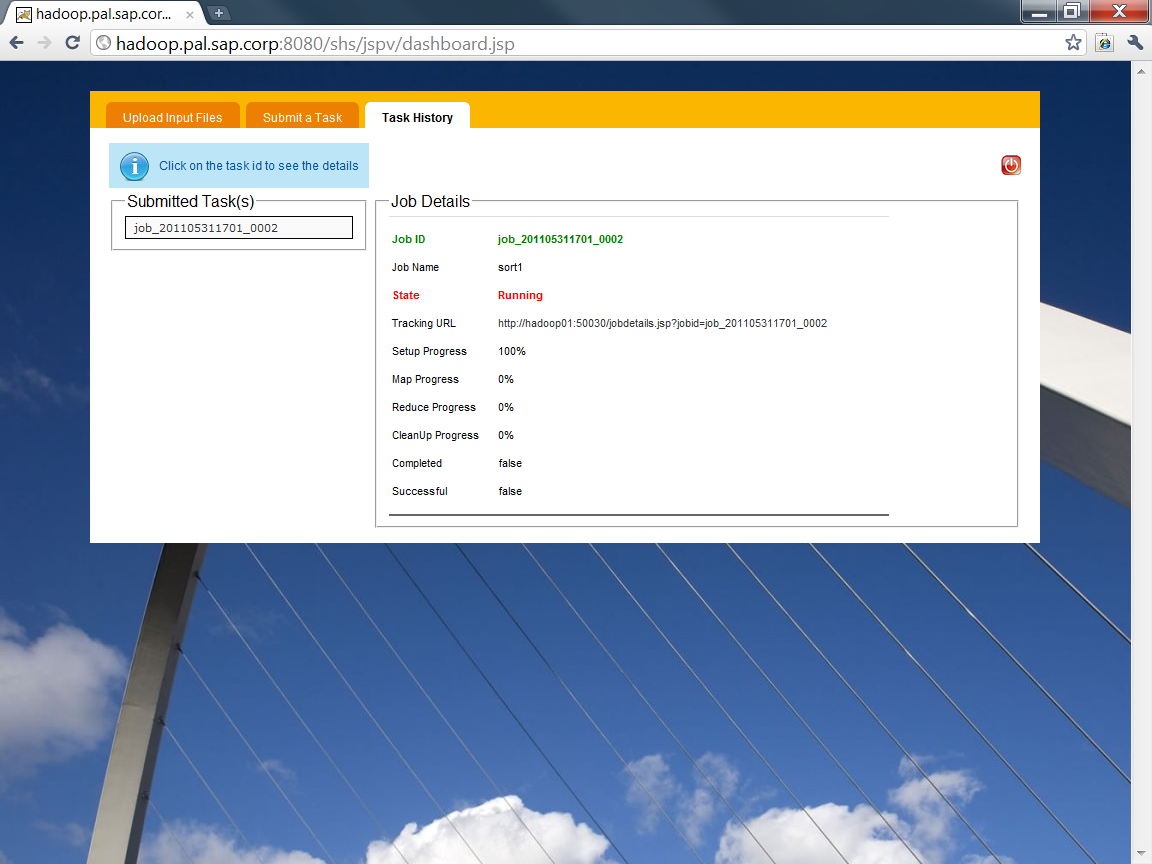 hadoop.pal.sap.cor...
hadoop.pal.sap.corp:8080/shs/jspv/dashboard.jsp
Upload Input Files
Submit a Task
Task History
Click on the task id to see the details
Submitted Task(s)
job_201105311701_0002
Job Details
Job ID job_201105311701_0002
Job Name sort1
State Running
Tracking URL http://hadoop01:50030/jobdetails.jsp?jobid=job_201105311701_0002
Setup Progress 100%
Map Progress 0%
Reduce Progress 0%
CleanUp Progress 0%
Completed false
Successful false